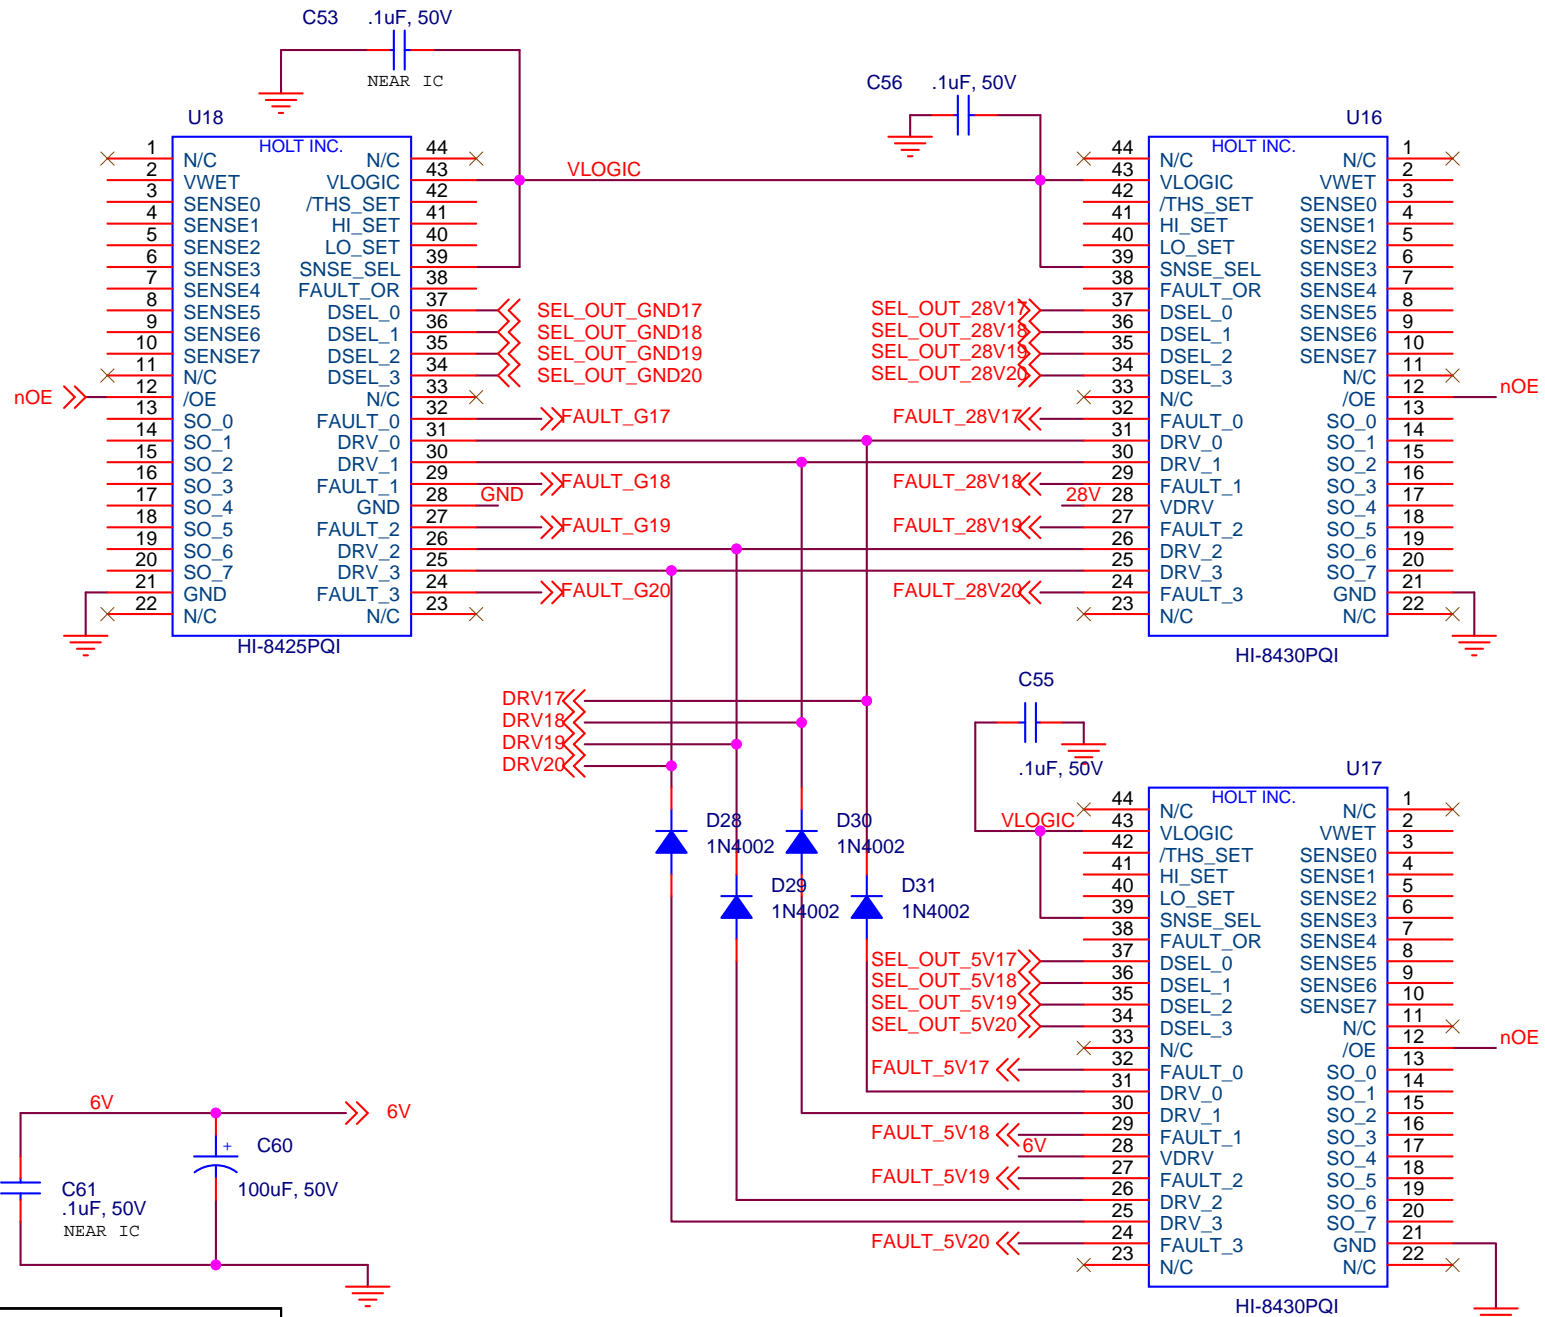 C53 .1uF, 50V
NEAR IC
U18
HOLT INC.
1 N/C N/C 44
2 VWET VLOGIC 43
3 SENSE0 /THS_SET 42
4 SENSE1 HI_SET 41
5 SENSE2 LO_SET 40
6 SENSE3 SNSE_SEL 39
7 SENSE4 FAULT_OR 38
8 SENSE5 DSEL_0 37 SEL_OUT_GND17
9 SENSE6 DSEL_1 36 SEL_OUT_GND18
10 SENSE7 DSEL_2 35 SEL_OUT_GND19
11 N/C DSEL_3 34 SEL_OUT_GND20
nOE 12 /OE N/C 33
13 SO_0 FAULT_0 32 FAULT_G17
14 SO_1 DRV_0 31
15 SO_2 DRV_1 30
16 SO_3 FAULT_1 29 FAULT_G18
17 SO_4 GND 28 GND
18 SO_5 FAULT_2 27 FAULT_G19
19 SO_6 DRV_2 26
20 SO_7 DRV_3 25
21 GND FAULT_3 24 FAULT_G20
22 N/C N/C 23
HI-8425PQI
VLOGIC
C56 .1uF, 50V
U16
HOLT INC.
44 N/C N/C 1
43 VLOGIC VWET 2
42 /THS_SET SENSE0 3
41 HI_SET SENSE1 4
40 LO_SET SENSE2 5
39 SNSE_SEL SENSE3 6
38 FAULT_OR SENSE4 7
SEL_OUT_28V17 37 DSEL_0 SENSE5 8
SEL_OUT_28V18 36 DSEL_1 SENSE6 9
SEL_OUT_28V19 35 DSEL_2 SENSE7 10
SEL_OUT_28V20 34 DSEL_3 N/C 11
33 N/C /OE 12 nOE
FAULT_28V17 32 FAULT_0 SO_0 13
31 DRV_0 SO_1 14
30 DRV_1 SO_2 15
FAULT_28V18 29 FAULT_1 SO_3 16
28V 28 VDRV SO_4 17
FAULT_28V19 27 FAULT_2 SO_5 18
26 DRV_2 SO_6 19
25 DRV_3 SO_7 20
FAULT_28V20 24 FAULT_3 GND 21
23 N/C N/C 22
HI-8430PQI
DRV17
DRV18
DRV19
DRV20
D28
1N4002
D30
1N4002
D29
1N4002
D31
1N4002
C55
.1uF, 50V
VLOGIC
U17
HOLT INC.
44 N/C N/C 1
43 VLOGIC VWET 2
42 /THS_SET SENSE0 3
41 HI_SET SENSE1 4
40 LO_SET SENSE2 5
39 SNSE_SEL SENSE3 6
38 FAULT_OR SENSE4 7
SEL_OUT_5V17 37 DSEL_0 SENSE5 8
SEL_OUT_5V18 36 DSEL_1 SENSE6 9
SEL_OUT_5V19 35 DSEL_2 SENSE7 10
SEL_OUT_5V20 34 DSEL_3 N/C 11
33 N/C /OE 12 nOE
FAULT_5V17 32 FAULT_0 SO_0 13
31 DRV_0 SO_1 14
30 DRV_1 SO_2 15
FAULT_5V18 29 FAULT_1 SO_3 16
6V 28 VDRV SO_4 17
FAULT_5V19 27 FAULT_2 SO_5 18
26 DRV_2 SO_6 19
25 DRV_3 SO_7 20
FAULT_5V20 24 FAULT_3 GND 21
23 N/C N/C 22
HI-8430PQI
6V 6V
+ C60
100uF, 50V
C61
.1uF, 50V
NEAR IC